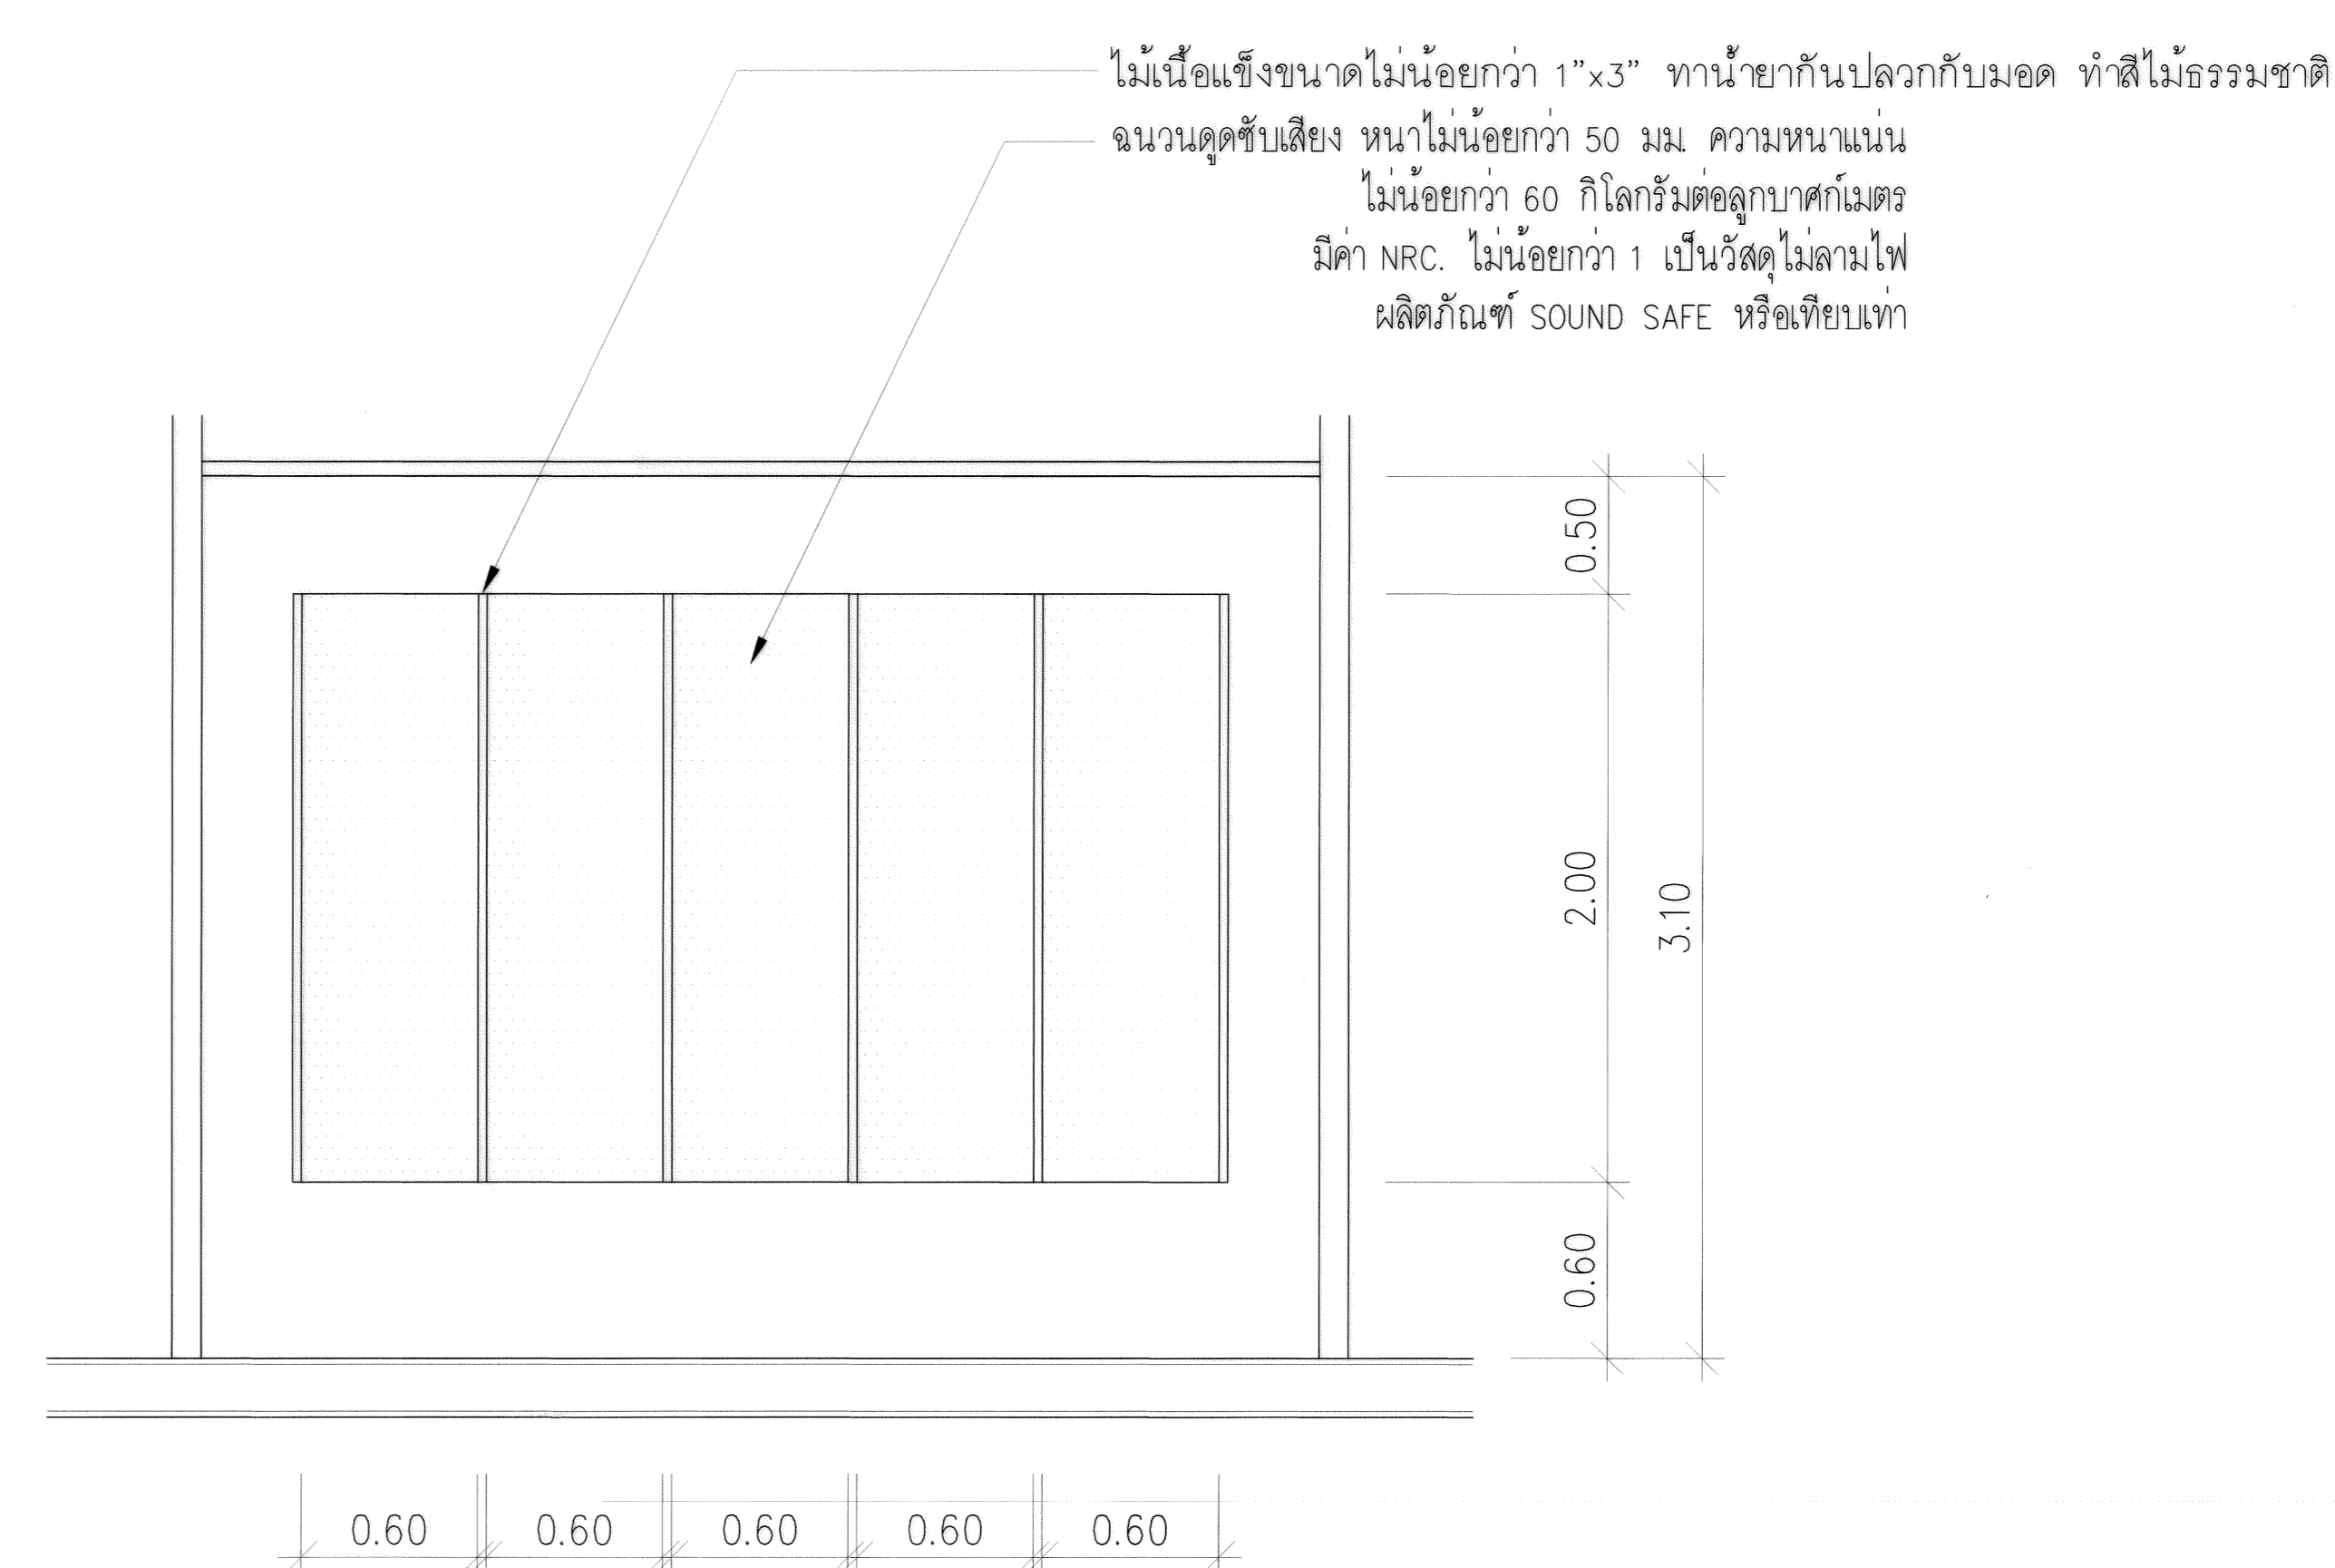 ไม้เนื้อแข็งขนาดไม่น้อยกว่า 1"x3" ทาน้ำยากันปลวกกับมอด ทำสีไม้ธรรมชาติ
ฉนวนดูดซับเสียง หนาไม่น้อยกว่า 50 มม. ความหนาแน่น
ไม่น้อยกว่า 60 กิโลกรัมต่อลูกบาศก์เมตร
มีค่า NRC. ไม่น้อยกว่า 1 เป็นวัสดุไม่ลามไฟ
ผลิตภัณฑ์ SOUND SAFE หรือเทียบเท่า
0.50
2.00
3.10
0.60
0.60 0.60 0.60 0.60 0.60